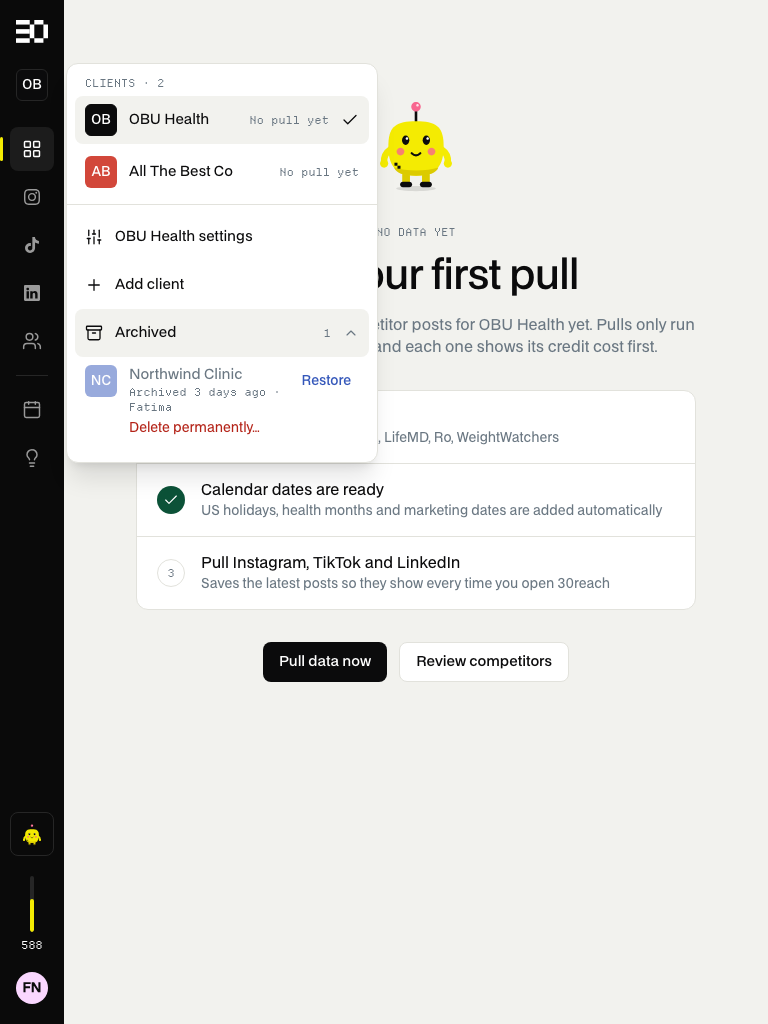 30
OB
CLIENTS · 2
OB OBU Health No pull yet
AB All The Best Co No pull yet
OBU Health settings
Add client
Archived 1
NC Northwind Clinic Restore
Archived 3 days ago ·
Fatima
Delete permanently…
NO DATA YET
our first pull
posts for OBU Health yet. Pulls only run
and each one shows its credit cost first.
, LifeMD, Ro, WeightWatchers
Calendar dates are ready
US holidays, health months and marketing dates are added automatically
3 Pull Instagram, TikTok and LinkedIn
Saves the latest posts so they show every time you open 30reach
Pull data now Review competitors
588
FN